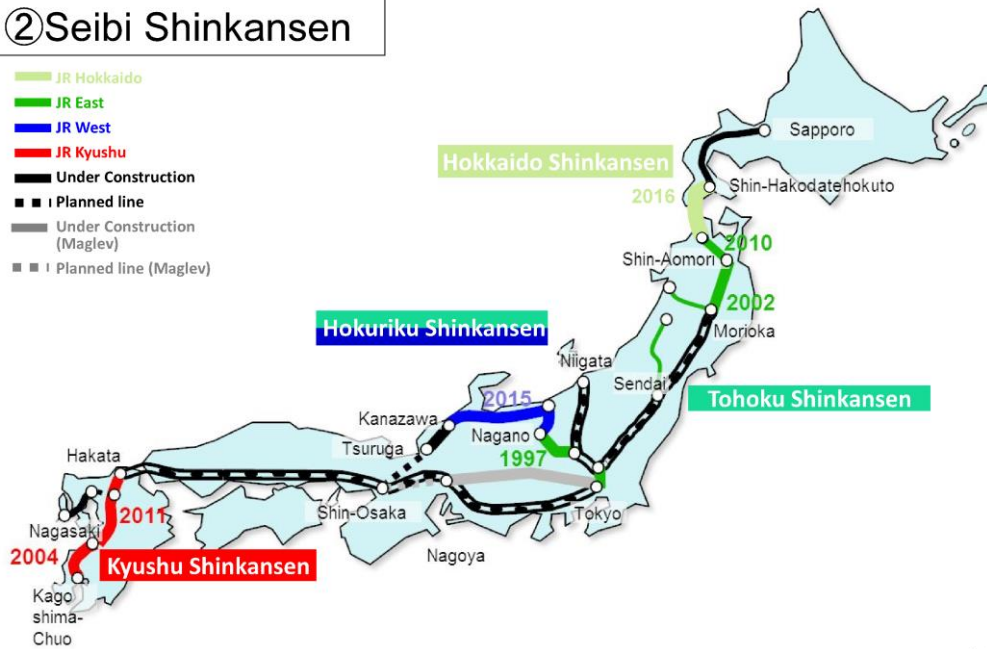 ②Seibi Shinkansen
JR Hokkaido
JR East
JR West
JR Kyushu
Under Construction
Planned line
Under Construction
(Maglev)
Planned line (Maglev)
Sapporo
Hokkaido Shinkansen
Shin-Hakodatehokuto
2016
2010
Shin-Aomori
2002
Morioka
Hokuriku Shinkansen
Niigata
Sendai
Tohoku Shinkansen
2015
Kanazawa
Nagano
Tsuruga
1997
Hakata
Shin-Osaka
Tokyo
2011
Nagasaki
Nagoya
2004
Kyushu Shinkansen
Kago
shima-
Chuo